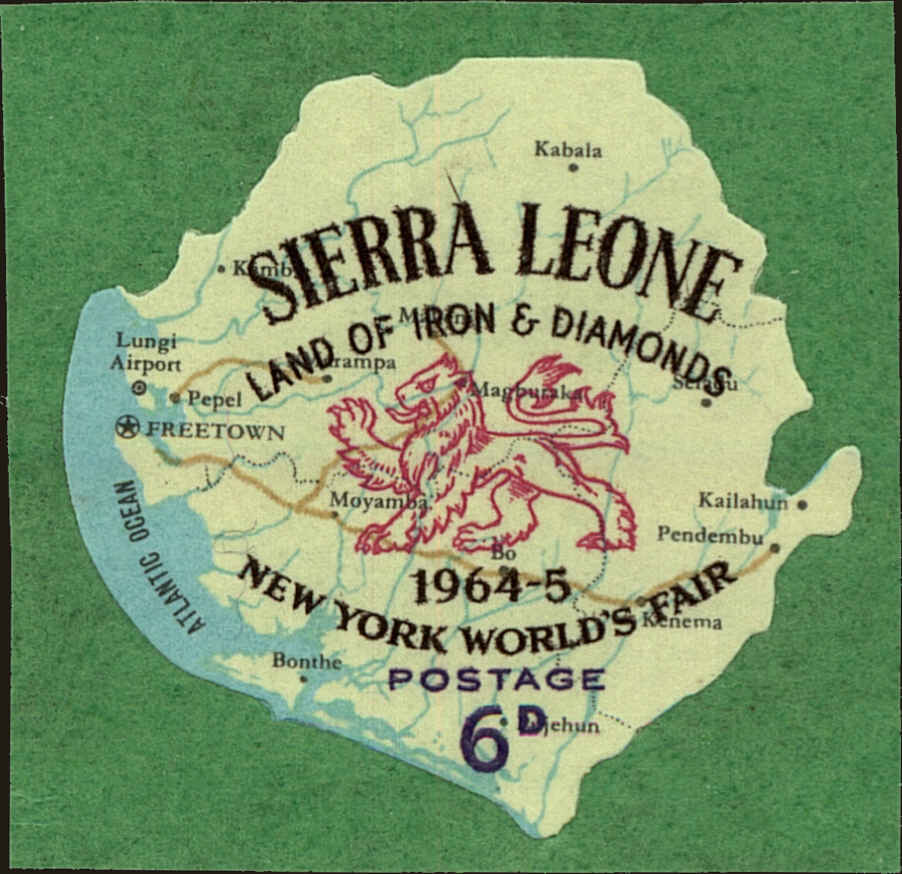 Kabala
SIERRA LEONE
LAND OF IRON & DIAMONDS
Lungi
Airport
Magburaka
Pepel
FREETOWN
Moyamba
Kailahun
Pendembu
ATLANTIC OCEAN
Bo
1964-5
NEW YORK WORLD'S FAIR
Kenema
Bonthe
POSTAGE
6D